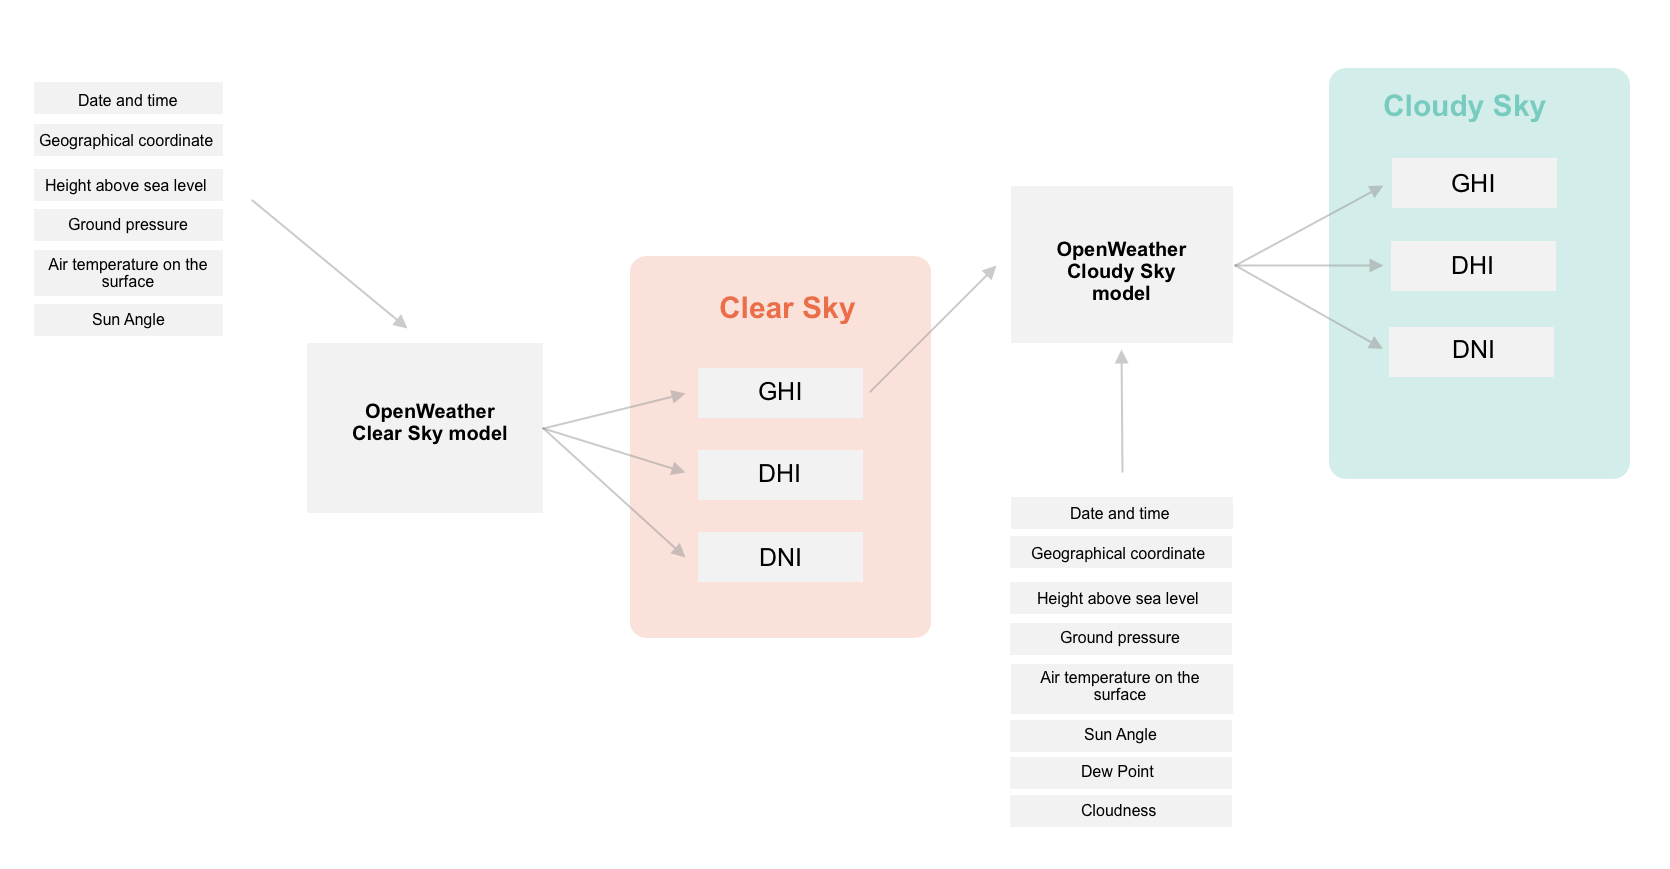 Date and time
Geographical coordinate
Height above sea level
Ground pressure
Air temperature on the
surface
Sun Angle
OpenWeather
Clear Sky model
Clear Sky
GHI
DHI
DNI
OpenWeather
Cloudy Sky
model
Date and time
Geographical coordinate
Height above sea level
Ground pressure
Air temperature on the
surface
Sun Angle
Dew Point
Cloudness
Cloudy Sky
GHI
DHI
DNI